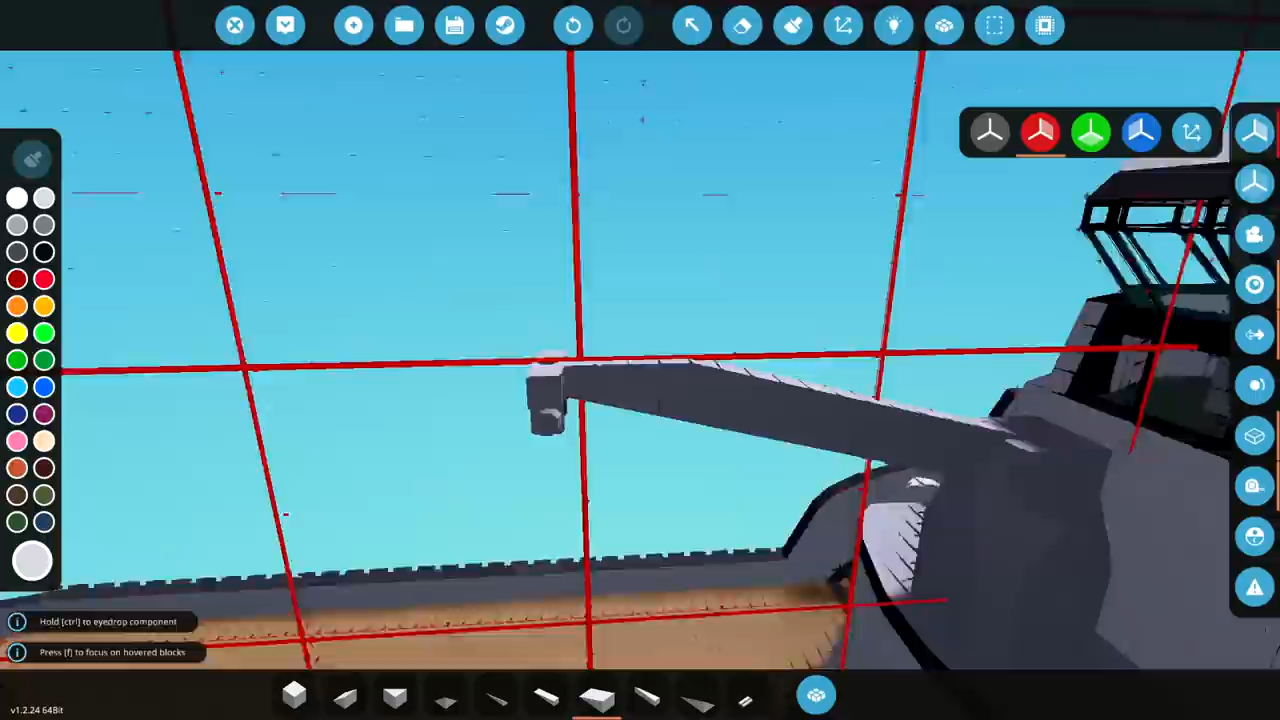 Hold [ctrl] to eyedrop component
Press [f] to focus on hovered blocks
v1.2.24 64Bit